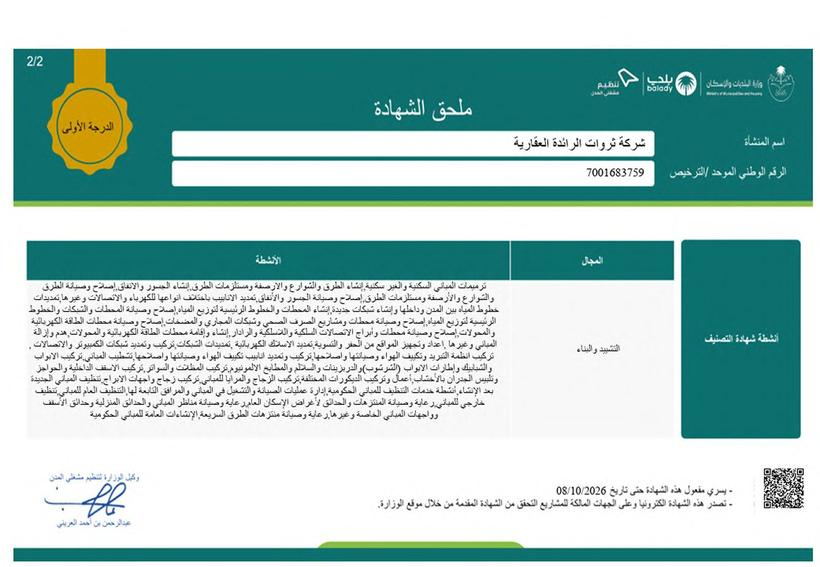 2/2
وزارة البلديات والإسكان
Ministry of Municipalities and Housing
بلدي
balady
تنظيم
مشغلي المدن
ملحق الشهادة
الدرجة الأولى
اسم المنشأة
شركة ثروات الرائدة العقارية
الرقم الوطني الموحد /الترخيص
7001683759
أنشطة شهادة التصنيف
المجال
الأنشطة
التشييد والبناء
ترميمات المباني السكنية والغير سكنية,إنشاء الطرق والشوارع والأرصفة ومستلزمات الطرق,إنشاء الجسور والانفاق,إصلاح وصيانة الطرق
والشوارع والأرصفة ومستلزمات الطرق,إصلاح وصيانة الجسور والأنفاق,تمديد الانابيب باختلاف انواعها للكهرباء والاتصالات وغيرها,تمديدات
خطوط المياه بين المدن وداخلها وإنشاء شبكات جديدة,إنشاء المحطات والخطوط الرئيسية لتوزيع المياه,إصلاح وصيانة المحطات والشبكات والخطوط
الرئيسية لتوزيع المياه,إصلاح وصيانة محطات ومشاريع الصرف الصحي وشبكات المجاري والمضخات,إصلاح وصيانة محطات الطاقة الكهربائية
والمحولات,إصلاح وصيانة محطات وأبراج الاتصالات السلكية واللاسلكية والرادار,إنشاء وإقامة محطات الطاقة الكهربائية والمحولات,هدم وإزالة
المباني وغيرها ,اعداد وتجهيز المواقع من الحفر والتسوية,تمديد الاسلاك الكهربائية ,تمديدات الشبكات,تركيب وتمديد شبكات الكمبيوتر والاتصالات ,
تركيب انظمة التبريد وتكييف الهواء وصيانتها واصلاحها,تركيب وتمديد انابيب تكييف الهواء وصيانتها واصلاحها,تشطيب المباني,تركيب الابواب
والشبابيك وإطارات الابواب (الشرشوب)والدربزينات والسلالم والمطابخ الالمونيوم,تركيب المظلات والسواتر,تركيب الاسقف الداخلية والحواجز
وتلبيس الجدران بالأخشاب,أعمال وتركيب الديكورات المختلفة,تركيب الزجاج والمرايا للمباني,تركيب زجاج واجهات الابراج,تنظيف المباني الجديدة
بعد الإنشاء,أنشطة خدمات التنظيف للمباني الحكومية,إدارة عمليات الصيانة والتشغيل في المباني والمرافق التابعة لها,التنظيف العام للمباني,تنظيف
خارجي للمباني,رعاية وصيانة المنتزهات والحدائق لأغراض الإسكان العام,رعاية وصيانة مناظر المباني والحدائق المنزلية وحدائق الأسقف
وواجهات المباني الخاصة وغيرها,رعاية وصيانة منتزهات الطرق السريعة,الإنشاءات العامة للمباني الحكومية
- يسري مفعول هذه الشهادة حتى تاريخ 08/10/2026
- تصدر هذه الشهادة الكترونيا وعلى الجهات المالكة للمشاريع التحقق من الشهادة المقدمة من خلال موقع الوزارة.
وكيل الوزارة لتنظيم مشغلي المدن
عبدالرحمن بن أحمد العريني